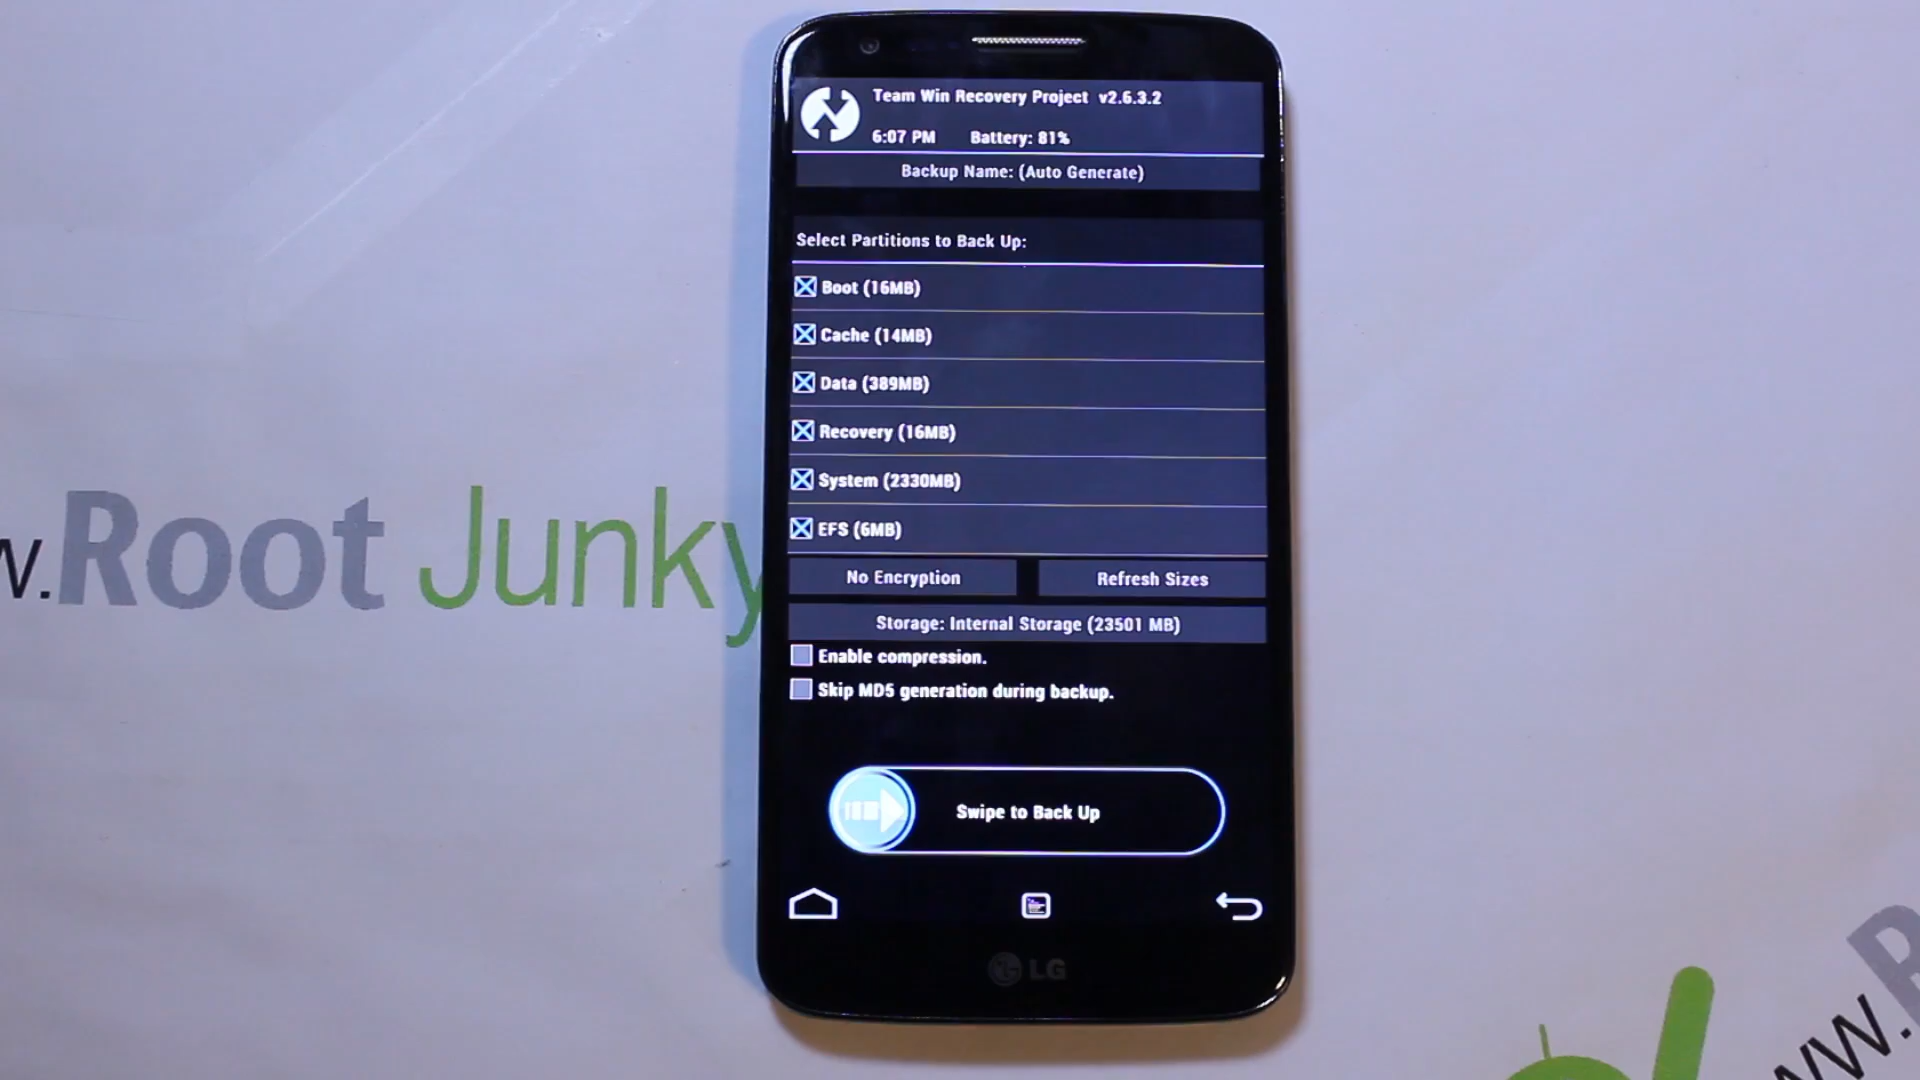 Team Win Recovery Project v2.6.3.2
6:07 PM Battery: 81%
Backup Name: (Auto Generate)
Select Partitions to Back Up:
Boot (16MB)
Cache (14MB)
Data (389MB)
Recovery (16MB)
System (2330MB)
EFS (6MB)
No Encryption Refresh Sizes
Storage: Internal Storage (23501 MB)
Enable compression.
Skip MD5 generation during backup.
Swipe to Back Up
LG
w.Root Junky
ww.R